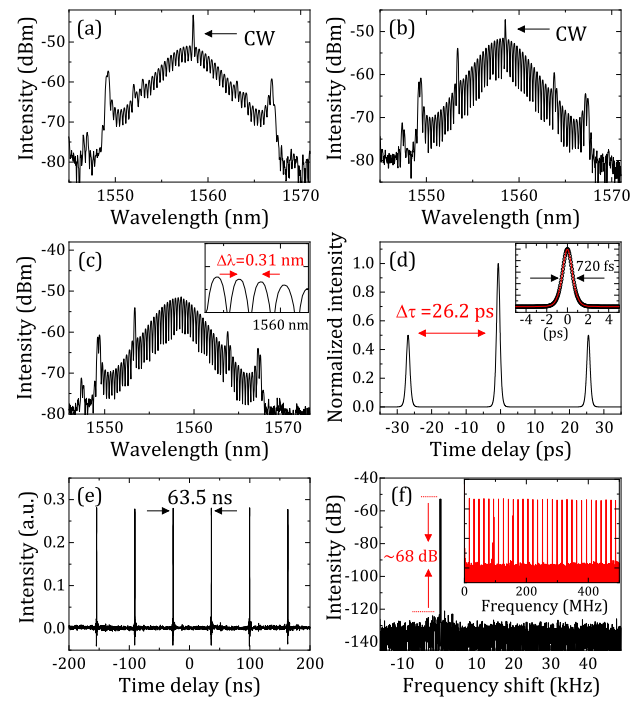 (a)
CW
Intensity (dBm)
-50
-60
-70
-80
1550
1560
1570
Wavelength (nm)
(b)
CW
Intensity (dBm)
-50
-60
-70
-80
1550
1560
1570
Wavelength (nm)
(c)
Δλ=0.31 nm
1560 nm
Intensity (dBm)
-40
-50
-60
-70
-80
1550
1560
1570
Wavelength (nm)
(d)
720 fs
-4 -2 0 2 4
(ps)
Δτ =26.2 ps
Normalized intensity
1.0
0.8
0.6
0.4
0.2
0.0
-30 -15 0 15 30
Time delay (ps)
(e)
63.5 ns
Intensity (a.u.)
0.3
0.2
0.1
0.0
-200 -100 0 100 200
Time delay (ns)
(f)
~68 dB
0 200 400
Frequency (MHz)
Intensity (dB)
-40
-60
-80
-100
-120
-140
-10 0 10 20 30 40
Frequency shift (kHz)